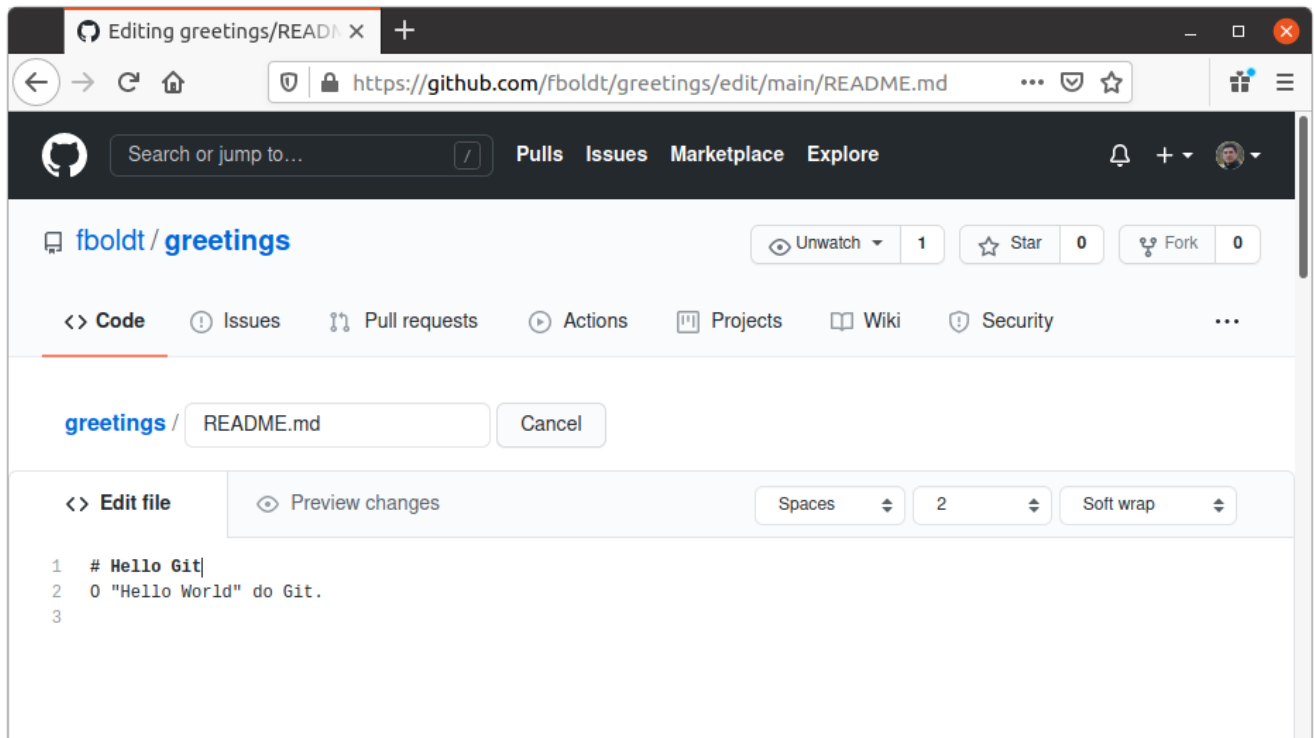 Editing greetings/READM
https://github.com/fboldt/greetings/edit/main/README.md
Search or jump to… / Pulls Issues Marketplace Explore
fboldt / greetings Unwatch 1 Star 0 Fork 0
Code Issues Pull requests Actions Projects Wiki Security
greetings / README.md Cancel
Edit file Preview changes Spaces 2 Soft wrap
1 # Hello Git
2 O "Hello World" do Git.
3